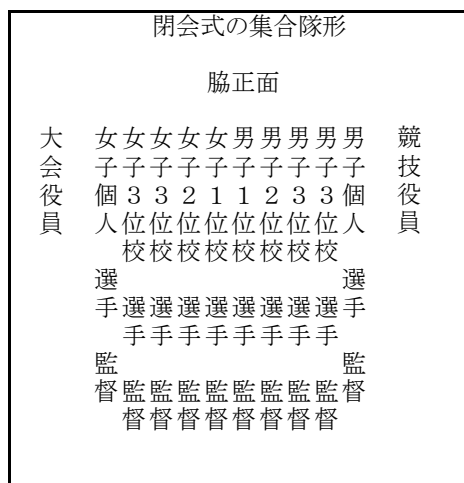 閉会式の集合隊形
脇正面
競技役員
男子個人 選手 監督
男子３位校 選手 監督
男子３位校 選手 監督
男子２位校 選手 監督
男子１位校 選手 監督
女子１位校 選手 監督
女子２位校 選手 監督
女子３位校 選手 監督
女子３位校 選手 監督
女子個人 選手 監督
大会役員